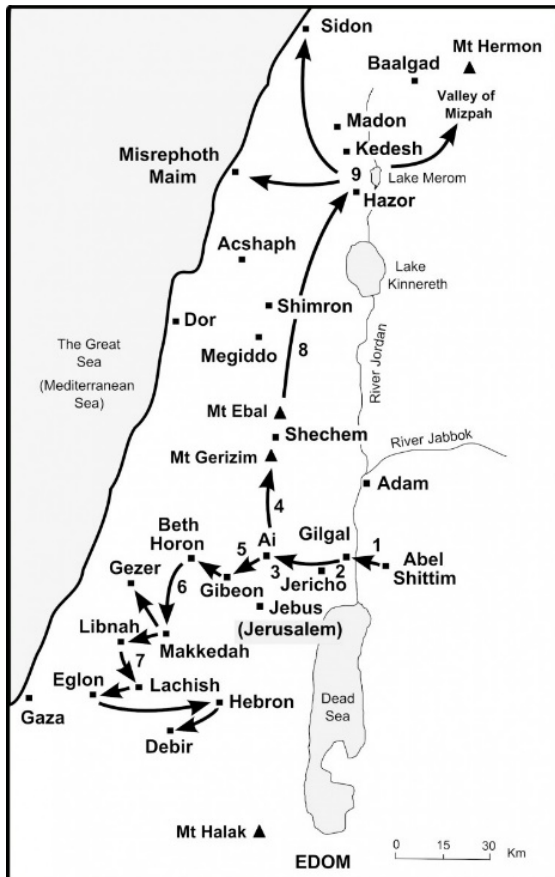 Sidon
Mt Hermon
Baalgad
Valley of
Mizpah
Madon
Kedesh
Misrephoth
Maim
9
Lake Merom
Hazor
Acshaph
Lake
Kinnereth
Shimron
Dor
The Great
Sea
(Mediterranean
Sea)
Megiddo
8
River Jordan
Mt Ebal
Shechem
Mt Gerizim
River Jabbok
Adam
4
Beth
Horon
Ai
Gilgal
5
3
2
1
Abel
Shittim
Gezer
6
Gibeon
Jericho
Jebus
(Jerusalem)
Libnah
Makkedah
7
Eglon
Lachish
Hebron
Gaza
Debir
Dead
Sea
Mt Halak
EDOM
0
15
30
Km